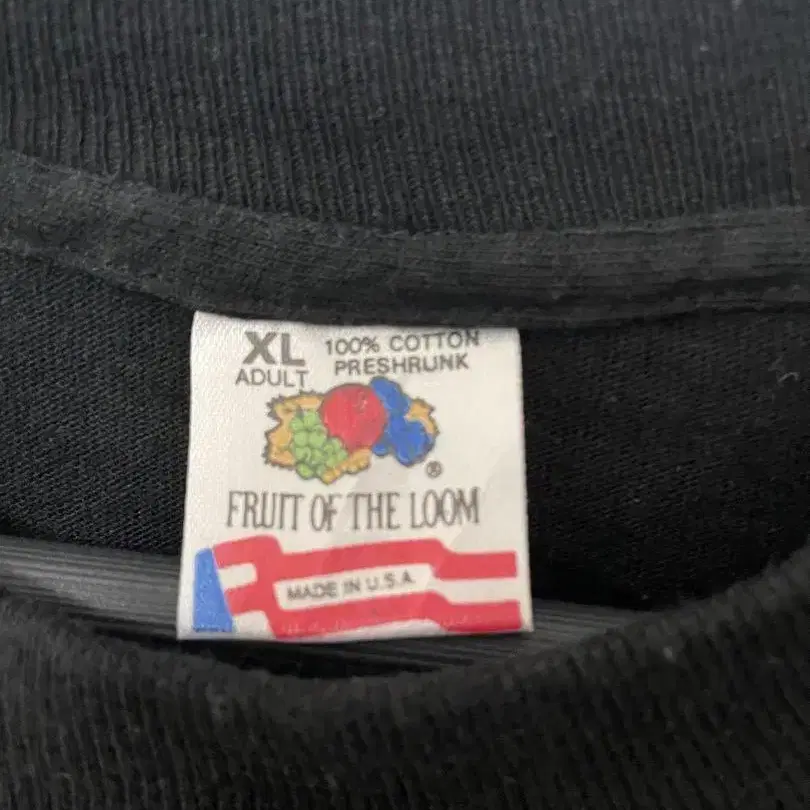 XL 100% COTTON
ADULT PRESHRUNK
®
FRUIT OF THE LOOM
MADE IN U.S.A.